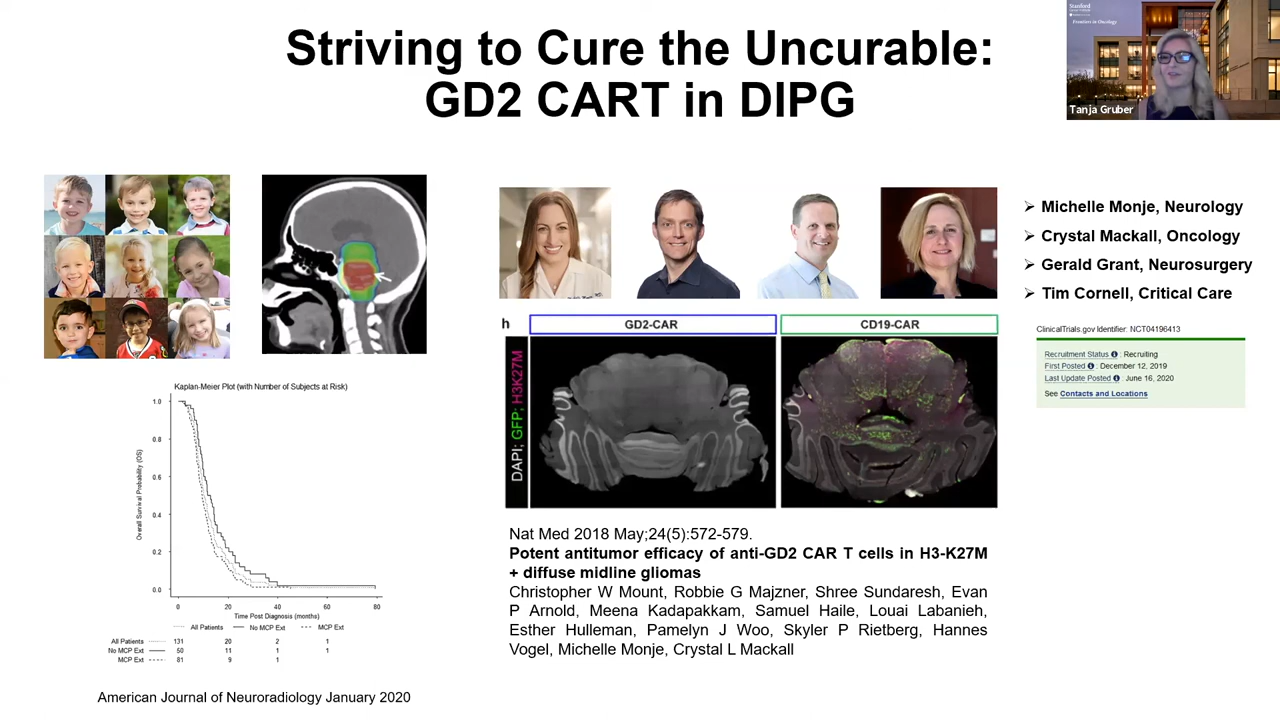 Striving to Cure the Uncurable:
GD2 CART in DIPG
Stanford
Frontiers in Oncology
Tanja Gruber
Michelle Monje, Neurology
Crystal Mackall, Oncology
Gerald Grant, Neurosurgery
Tim Cornell, Critical Care
ClinicalTrials.gov Identifier: NCT04196413
Recruitment Status : Recruiting
First Posted : December 12, 2019
Last Update Posted : June 16, 2020
See Contacts and Locations
h
GD2-CAR
CD19-CAR
DAPI; GFP; H3K27M
Kaplan-Meier Plot (with Number of Subjects at Risk)
Overall Survival Probability (OS)
1.0
0.8
0.6
0.4
0.2
0.0
0 20 40 60 80
Time Post Diagnosis (months)
All Patients No MCP Ext MCP Ext
All Patients 131 20 2 1
No MCP Ext 50 11 1 1
MCP Ext 81 9 1
American Journal of Neuroradiology January 2020
Nat Med 2018 May;24(5):572-579.
Potent antitumor efficacy of anti-GD2 CAR T cells in H3-K27M
+ diffuse midline gliomas
Christopher W Mount, Robbie G Majzner, Shree Sundaresh, Evan
P Arnold, Meena Kadapakkam, Samuel Haile, Louai Labanieh,
Esther Hulleman, Pamelyn J Woo, Skyler P Rietberg, Hannes
Vogel, Michelle Monje, Crystal L Mackall